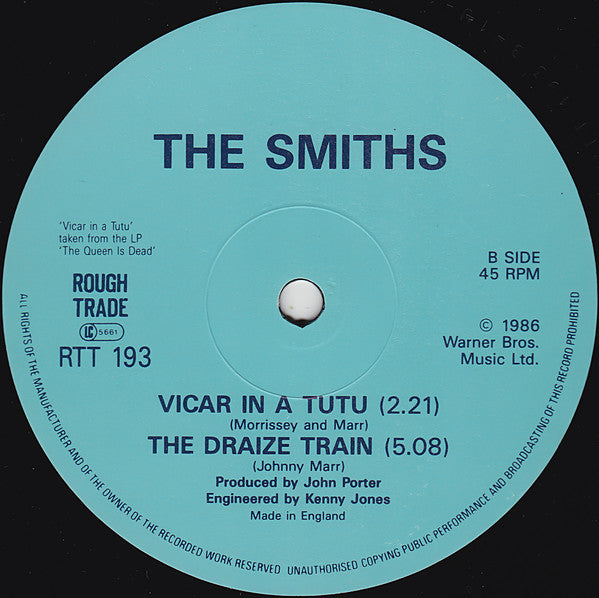 THE SMITHS
'Vicar in a Tutu'
taken from the LP
'The Queen Is Dead'
ROUGH
TRADE
LC 5661
RTT 193
B SIDE
45 RPM
© 1986
Warner Bros.
Music Ltd.
VICAR IN A TUTU (2.21)
(Morrissey and Marr)
THE DRAIZE TRAIN (5.08)
(Johnny Marr)
Produced by John Porter
Engineered by Kenny Jones
Made in England
ALL RIGHTS OF THE MANUFACTURER AND OF THE OWNER OF THE RECORDED WORK RESERVED UNAUTHORISED COPYING PUBLIC PERFORMANCE AND BROADCASTING OF THIS RECORD PROHIBITED